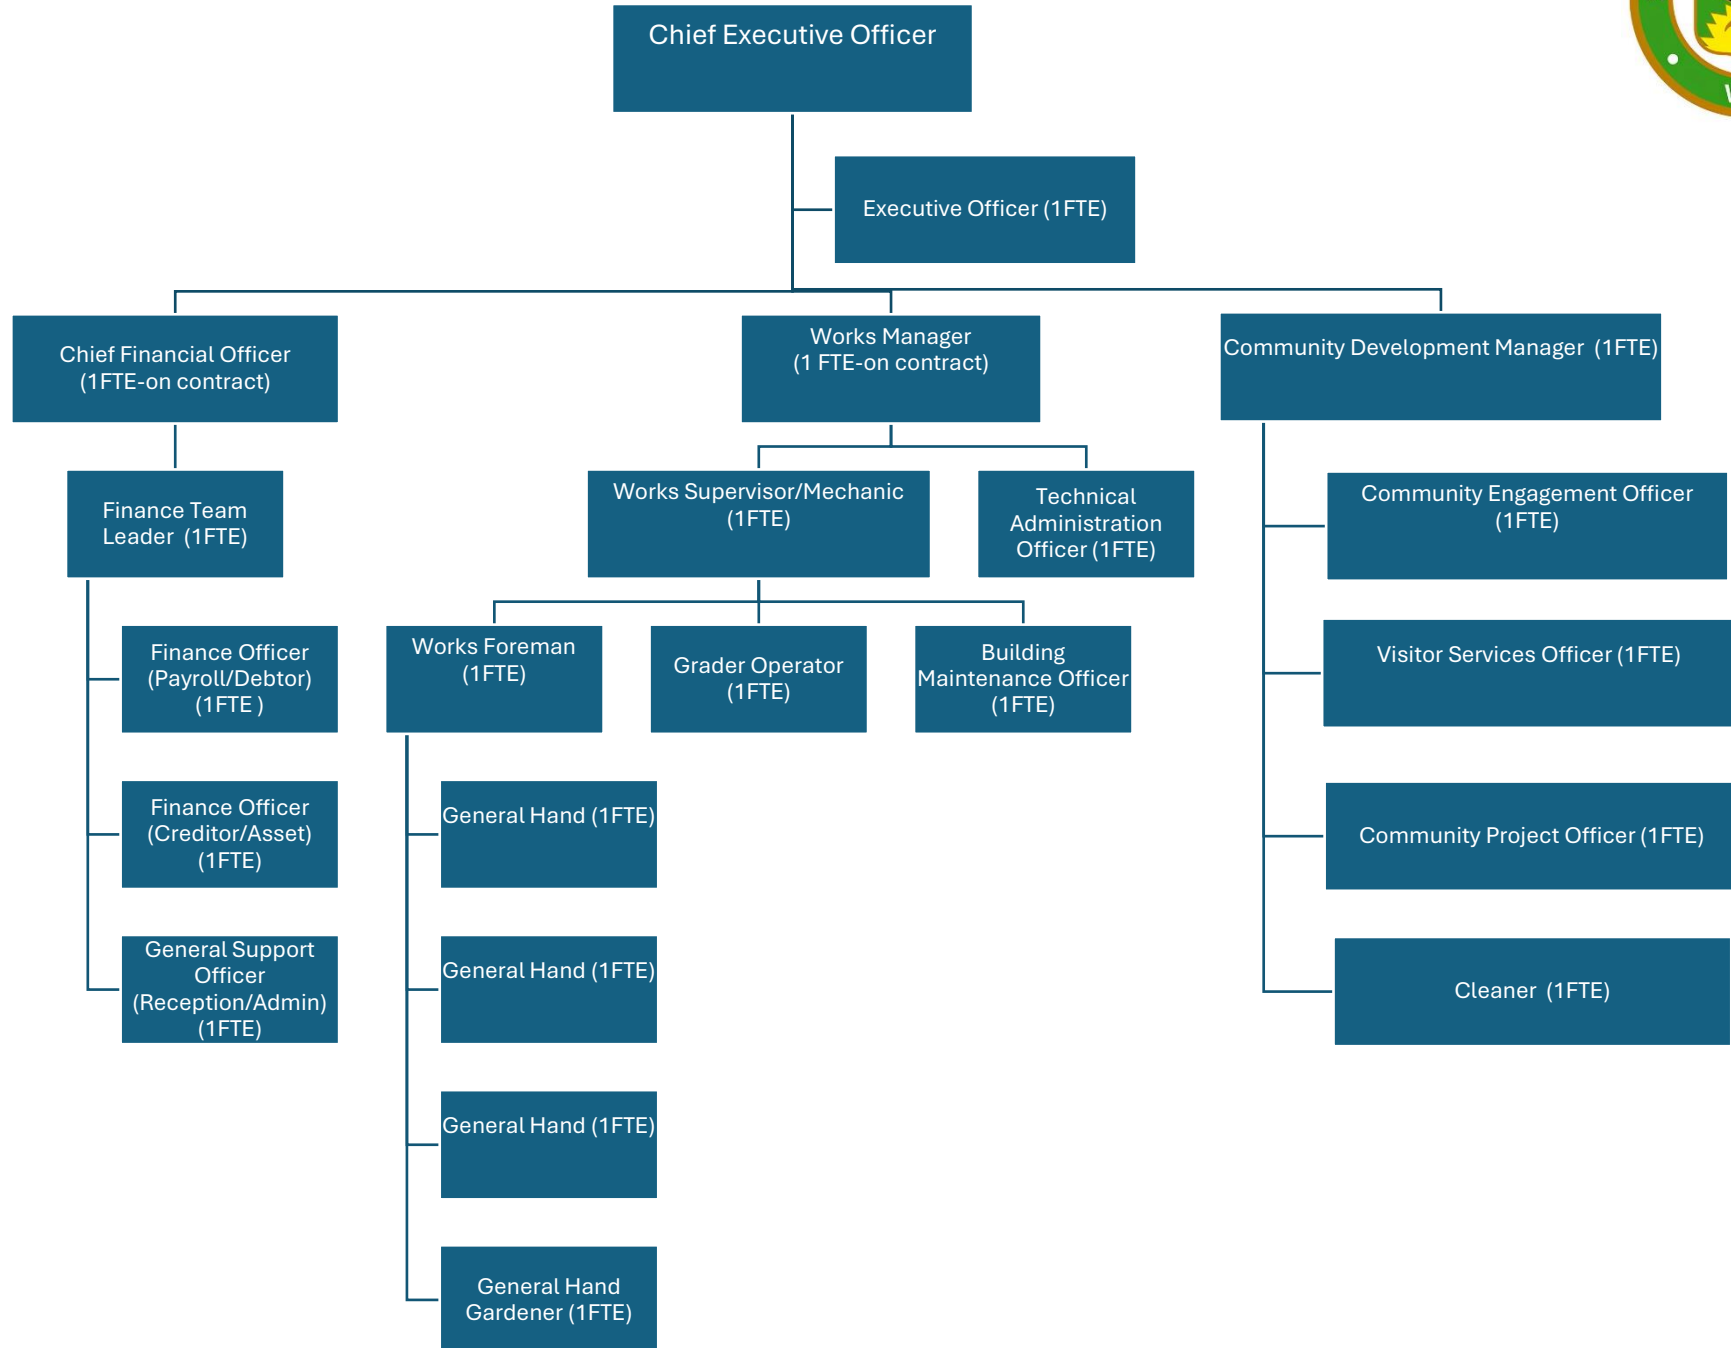 Chief Executive Officer
Executive Officer (1FTE)
Chief Financial Officer
(1FTE-on contract)
Works Manager
(1 FTE-on contract)
Community Development Manager (1FTE)
Finance Team
Leader (1FTE)
Works Supervisor/Mechanic
(1FTE)
Technical
Administration
Officer (1FTE)
Community Engagement Officer
(1FTE)
Finance Officer
(Payroll/Debtor)
(1FTE )
Works Foreman
(1FTE)
Grader Operator
(1FTE)
Building
Maintenance Officer
(1FTE)
Visitor Services Officer (1FTE)
Finance Officer
(Creditor/Asset)
(1FTE)
General Hand (1FTE)
Community Project Officer (1FTE)
General Support
Officer
(Reception/Admin)
(1FTE)
General Hand (1FTE)
Cleaner (1FTE)
General Hand (1FTE)
General Hand
Gardener (1FTE)